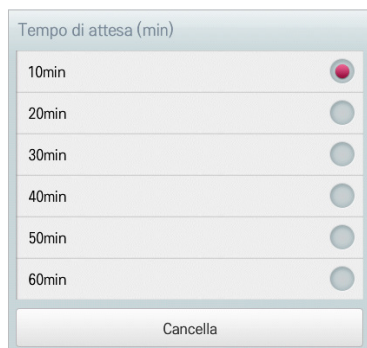 Tempo di attesa (min)
10min
20min
30min
40min
50min
60min
Cancella